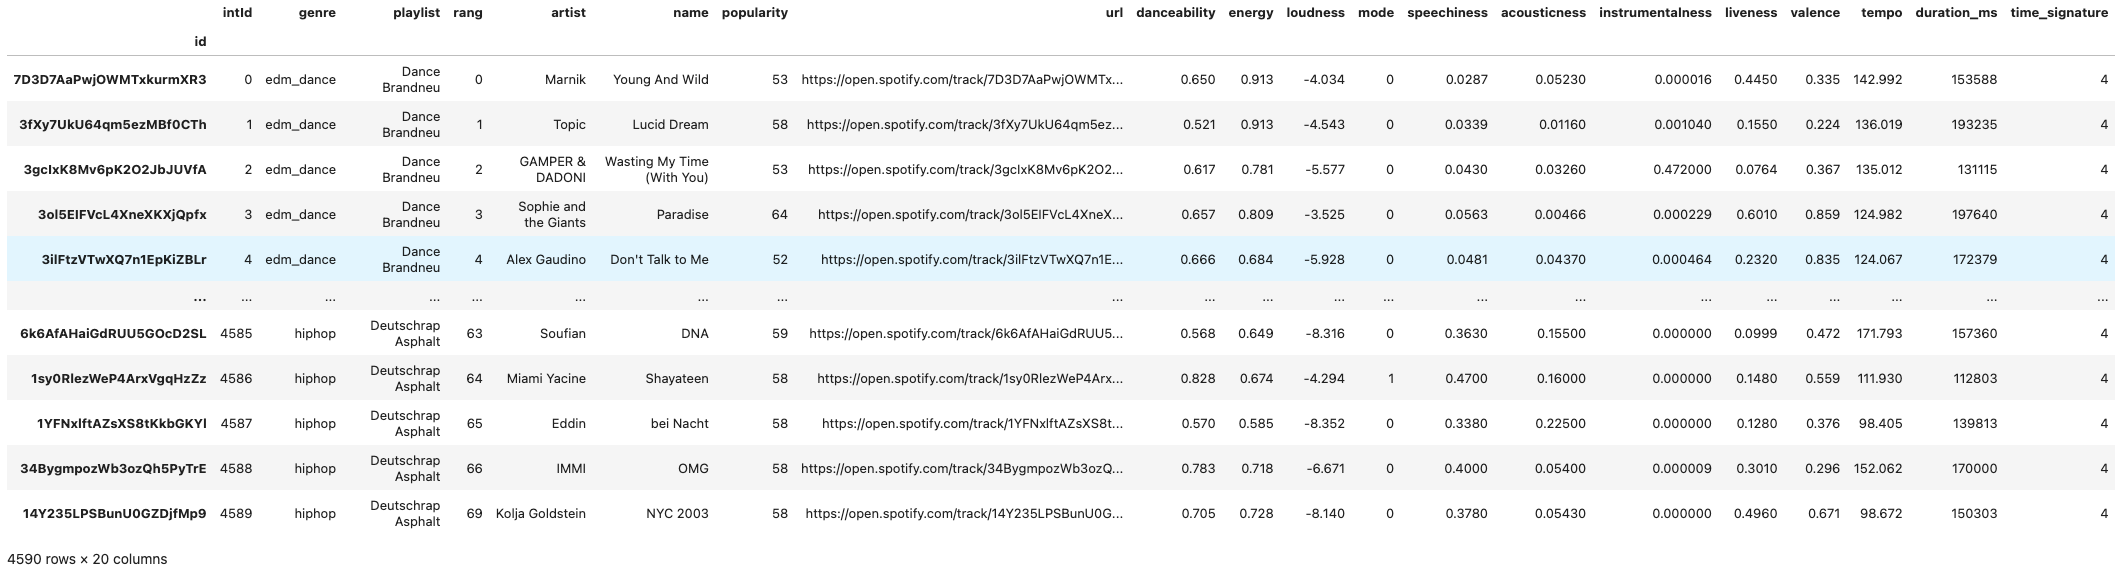 intId genre playlist rang artist name popularity url danceability energy loudness mode speechiness acousticness instrumentalness liveness valence tempo duration_ms time_signature
id
7D3D7AaPwjOWMTxkurmXR3 0 edm_dance Dance Brandneu 0 Marnik Young And Wild 53 https://open.spotify.com/track/7D3D7AaPwjOWMTx... 0.650 0.913 -4.034 0 0.0287 0.05230 0.000016 0.4450 0.335 142.992 153588 4
3fXy7UkU64qm5ezMBf0CTh 1 edm_dance Dance Brandneu 1 Topic Lucid Dream 58 https://open.spotify.com/track/3fXy7UkU64qm5ez... 0.521 0.913 -4.543 0 0.0339 0.01160 0.001040 0.1550 0.224 136.019 193235 4
3gcIxK8Mv6pK2O2JbJUVfA 2 edm_dance Dance Brandneu 2 GAMPER & DADONI Wasting My Time (With You) 53 https://open.spotify.com/track/3gcIxK8Mv6pK2O2... 0.617 0.781 -5.577 0 0.0430 0.03260 0.472000 0.0764 0.367 135.012 131115 4
3ol5ElFVcL4XneXKXjQpfx 3 edm_dance Dance Brandneu 3 Sophie and the Giants Paradise 64 https://open.spotify.com/track/3ol5ElFVcL4XneX... 0.657 0.809 -3.525 0 0.0563 0.00466 0.000229 0.6010 0.859 124.982 197640 4
3ilFtzVTwXQ7n1EpKiZBLr 4 edm_dance Dance Brandneu 4 Alex Gaudino Don't Talk to Me 52 https://open.spotify.com/track/3ilFtzVTwXQ7n1E... 0.666 0.684 -5.928 0 0.0481 0.04370 0.000464 0.2320 0.835 124.067 172379 4
... ... ... ... ... ... ... ... ... ... ... ... ... ... ... ... ... ... ... ... ...
6k6AfAHaiGdRUU5GOcD2SL 4585 hiphop Deutschrap Asphalt 63 Soufian DNA 59 https://open.spotify.com/track/6k6AfAHaiGdRUU5... 0.568 0.649 -8.316 0 0.3630 0.15500 0.000000 0.0999 0.472 171.793 157360 4
1sy0RlezWeP4ArxVgqHzZz 4586 hiphop Deutschrap Asphalt 64 Miami Yacine Shayateen 58 https://open.spotify.com/track/1sy0RlezWeP4Arx... 0.828 0.674 -4.294 1 0.4700 0.16000 0.000000 0.1480 0.559 111.930 112803 4
1YFNxlftAZsXS8tKkbGKYl 4587 hiphop Deutschrap Asphalt 65 Eddin bei Nacht 58 https://open.spotify.com/track/1YFNxlftAZsXS8t... 0.570 0.585 -8.352 0 0.3380 0.22500 0.000000 0.1280 0.376 98.405 139813 4
34BygmpozWb3ozQh5PyTrE 4588 hiphop Deutschrap Asphalt 66 IMMI OMG 58 https://open.spotify.com/track/34BygmpozWb3ozQ... 0.783 0.718 -6.671 0 0.4000 0.05400 0.000009 0.3010 0.296 152.062 170000 4
14Y235LPSBunU0GZDjfMp9 4589 hiphop Deutschrap Asphalt 69 Kolja Goldstein NYC 2003 58 https://open.spotify.com/track/14Y235LPSBunU0G... 0.705 0.728 -8.140 0 0.3780 0.05430 0.000000 0.4960 0.671 98.672 150303 4
4590 rows × 20 columns